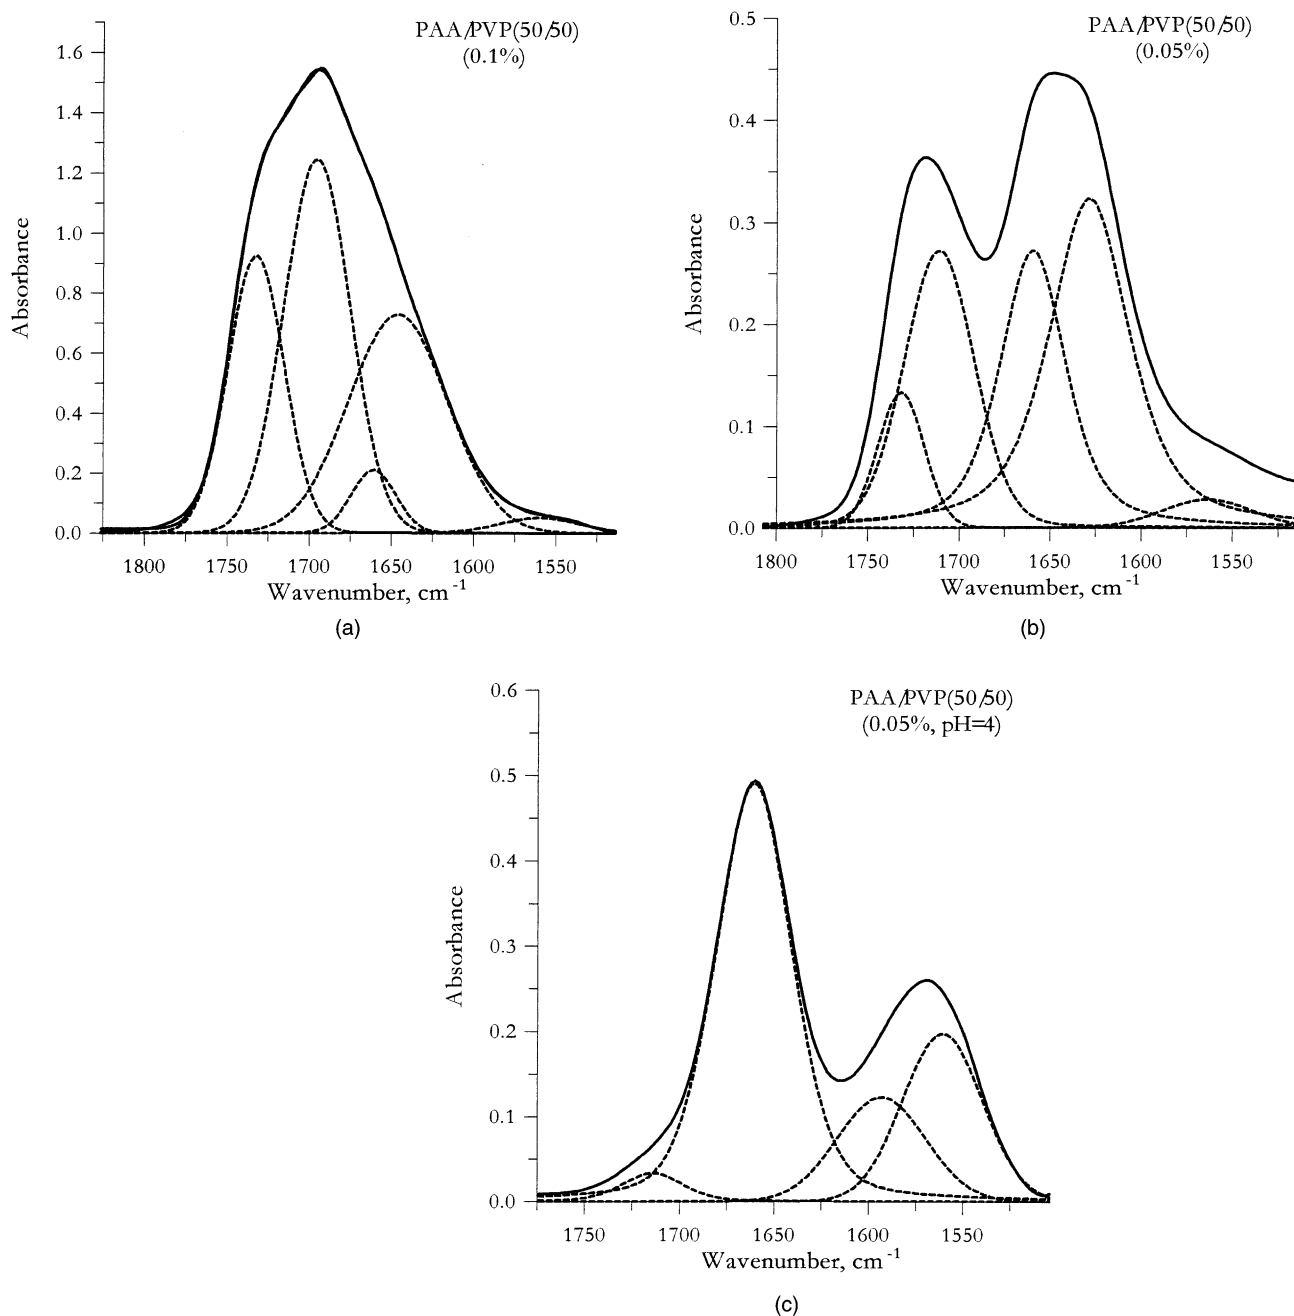 PAA/PVP(50/50)
(0.1%)
Absorbance
1.6
1.4
1.2
1.0
0.8
0.6
0.4
0.2
0.0
1800 1750 1700 1650 1600 1550
Wavenumber, cm⁻¹
(a)
PAA/PVP(50/50)
(0.05%)
Absorbance
0.5
0.4
0.3
0.2
0.1
0.0
1800 1750 1700 1650 1600 1550
Wavenumber, cm⁻¹
(b)
PAA/PVP(50/50)
(0.05%, pH=4)
Absorbance
0.6
0.5
0.4
0.3
0.2
0.1
0.0
1750 1700 1650 1600 1550
Wavenumber, cm⁻¹
(c)